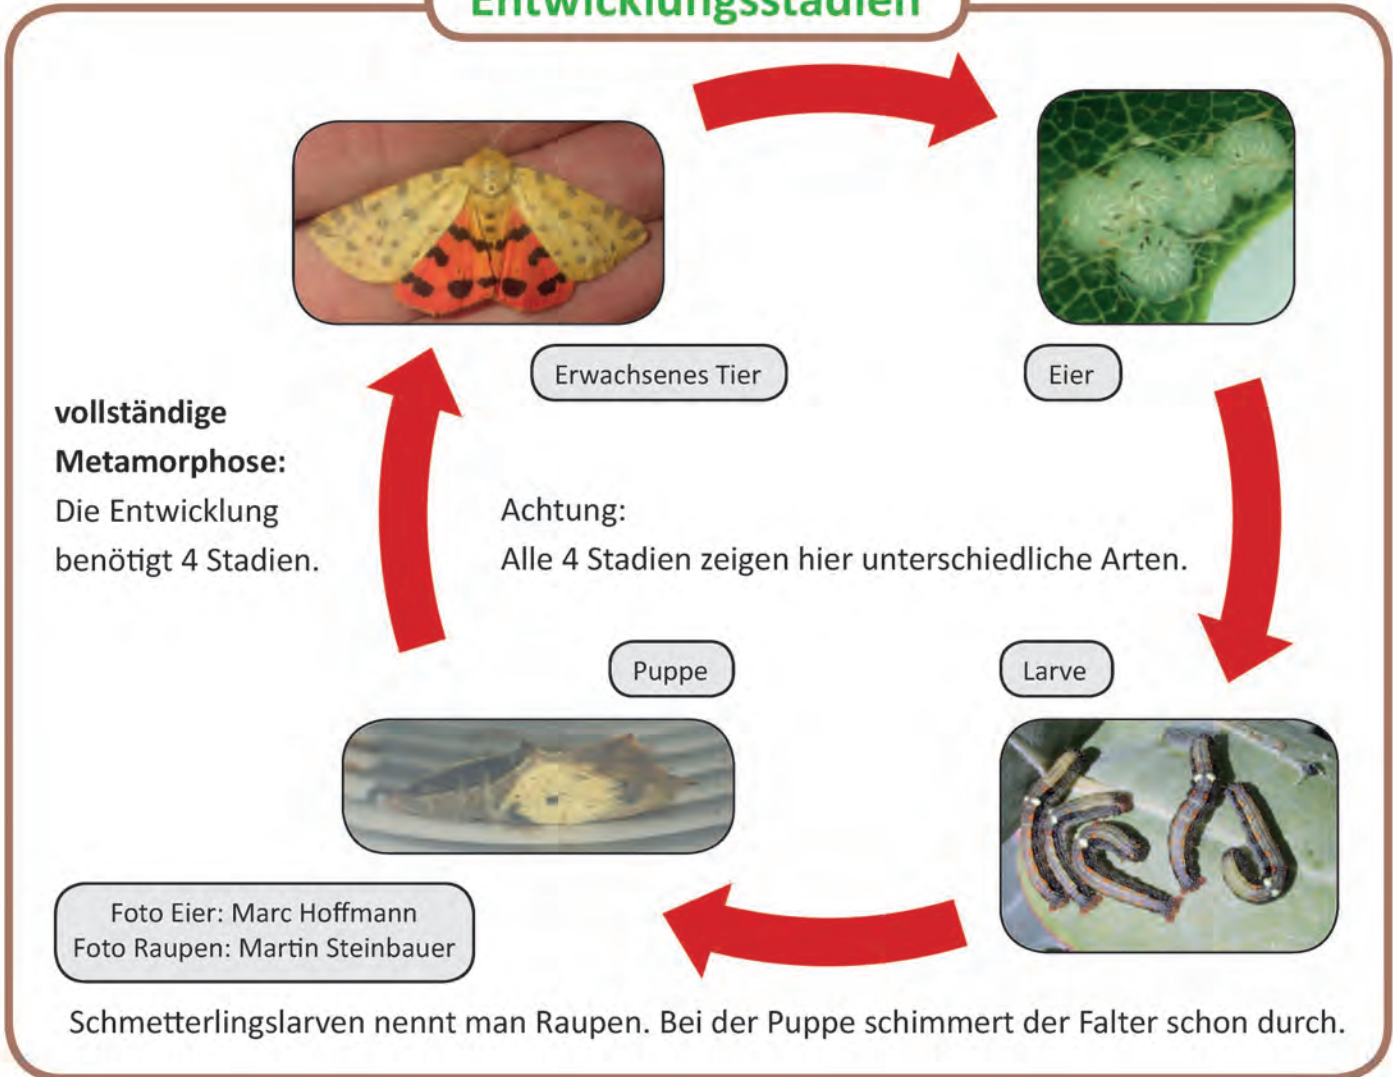 Entwicklungsstadien
Erwachsenes Tier
Eier
vollständige
Metamorphose:
Die Entwicklung
benötigt 4 Stadien.
Achtung:
Alle 4 Stadien zeigen hier unterschiedliche Arten.
Puppe
Larve
Foto Eier: Marc Hoffmann
Foto Raupen: Martin Steinbauer
Schmetterlingslarven nennt man Raupen. Bei der Puppe schimmert der Falter schon durch.